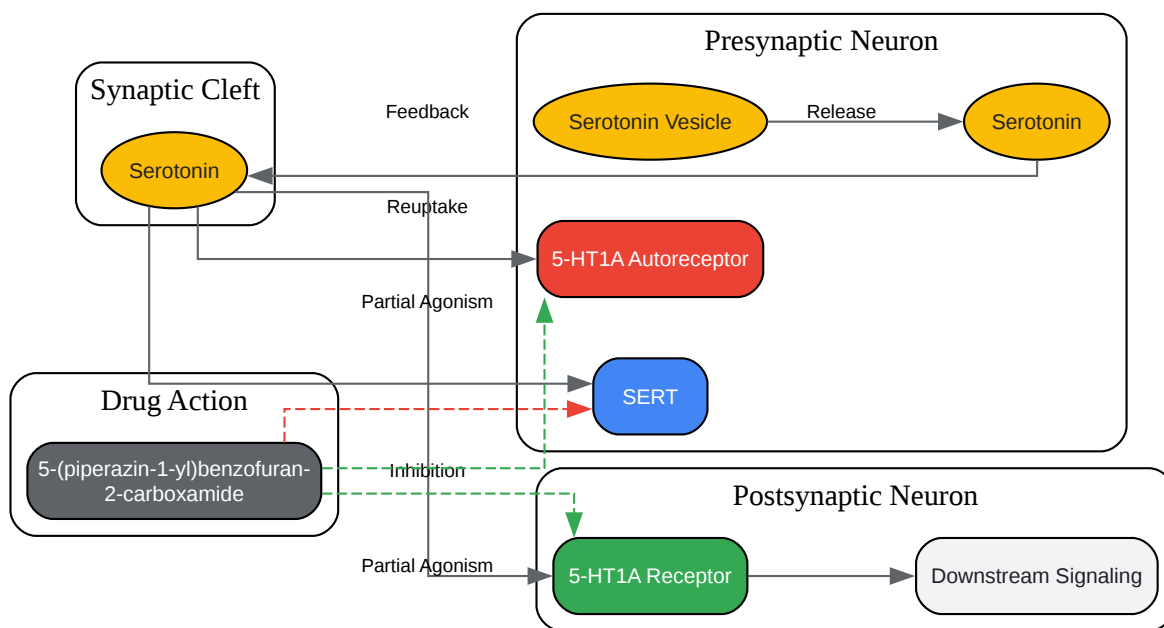 Presynaptic Neuron
Synaptic Cleft
Feedback
Serotonin Vesicle
Release
Serotonin
Serotonin
Reuptake
5-HT1A Autoreceptor
Partial Agonism
SERT
Drug Action
5-(piperazin-1-yl)benzofuran-
2-carboxamide
Inhibition
Postsynaptic Neuron
Partial Agonism
5-HT1A Receptor
Downstream Signaling